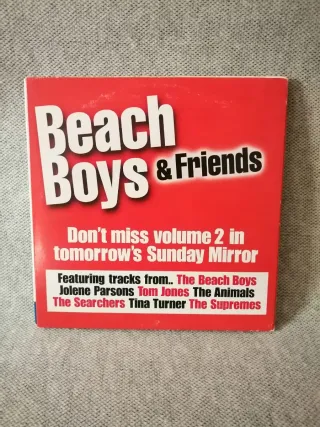 Beach
Boys & Friends
Don't miss volume 2 in
tomorrow's Sunday Mirror
Featuring tracks from.. The Beach Boys
Jolene Parsons Tom Jones The Animals
The Searchers Tina Turner The Supremes